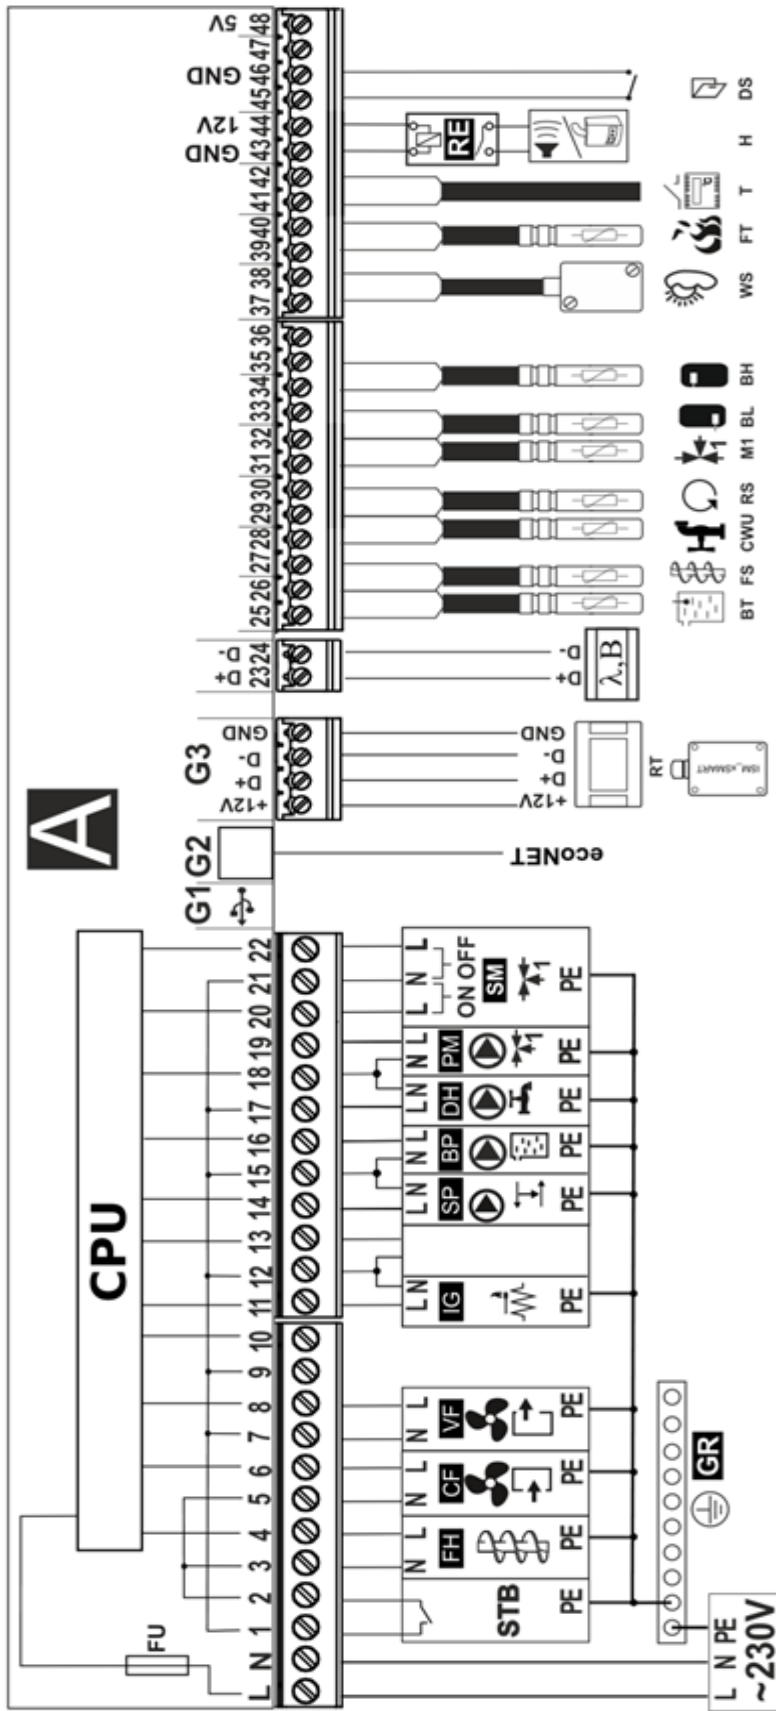 A
CPU
FU
G1 G2 G3
+12V D+ D- GND
D+ D-
GND 12V GND 5V
L N 1 2 3 4 5 6 7 8 9 10 11 12 13 14 15 16 17 18 19 20 21 22
23 24 25 26 27 28 29 30 31 32 33 34 35 36 37 38 39 40 41 42 43 44 45 46 47 48
N L N L N L L N L N N L L N N L L N L
ON OFF
STB FH CF VF IG SP BP DH PM SM
1 1
PE PE PE PE PE PE PE PE PE PE
ecoNET
+12V D+ D- GND
D+ D-
λ,B
RE
RT
ISM_xSMART
GR
1
BT FS CWU RS M1 BL BH WS FT T H DS
L N PE
~230V